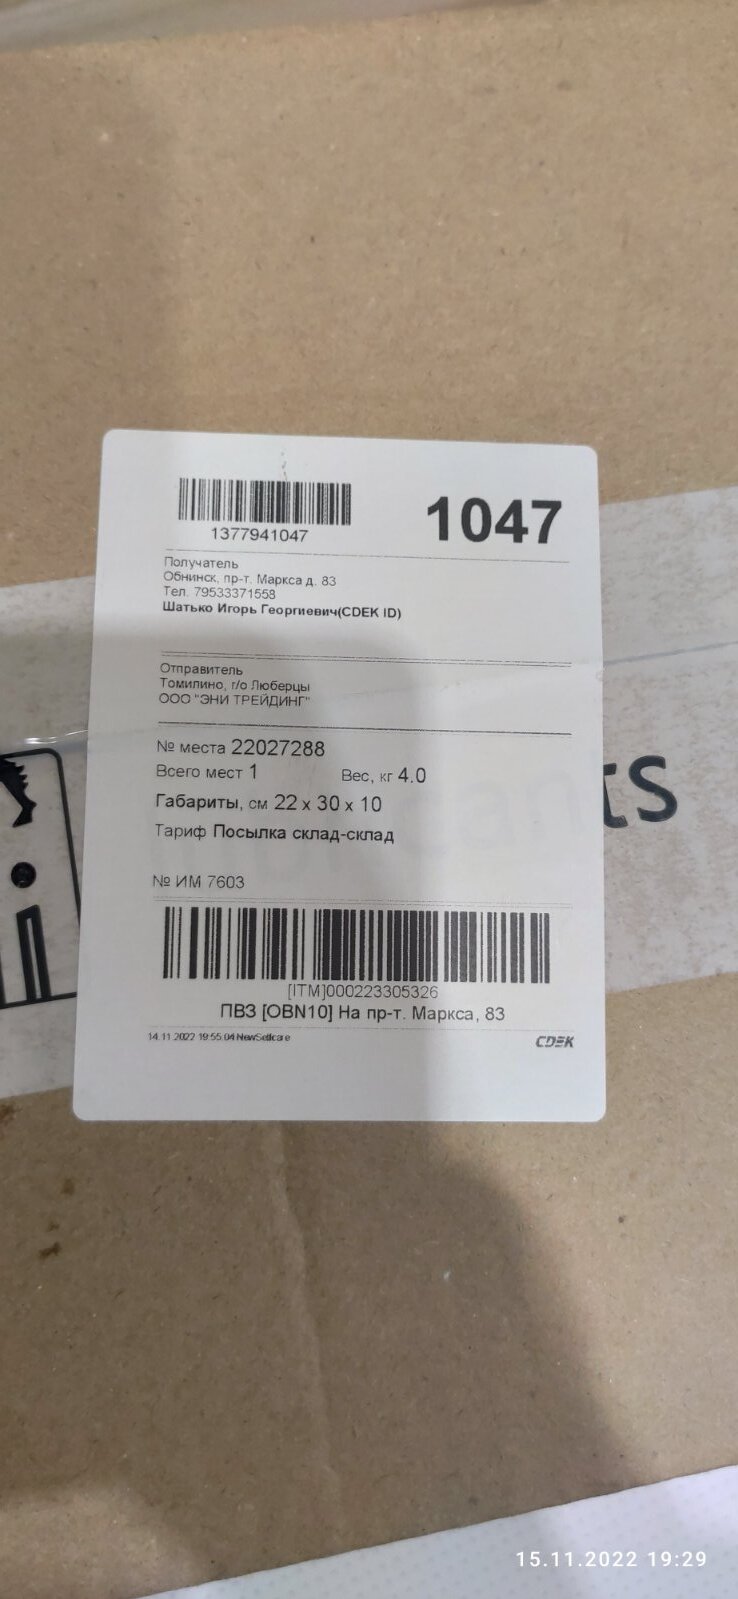 1377941047
1047
Получатель
Обнинск, пр-т. Маркса д. 83
Тел. 79533371558
Шатько Игорь Георгиевич(CDEK ID)
Отправитель
Томилино, г/о Люберцы
ООО "ЭНИ ТРЕЙДИНГ"
№ места 22027288
Всего мест 1 Вес, кг 4.0
Габариты, см 22 x 30 x 10
Тариф Посылка склад-склад
№ ИМ 7603
[ITM]000223305326
ПВЗ [OBN10] На пр-т. Маркса, 83
14.11.2022 19:55:04 NewSellcare
CDEK
ts
15.11.2022 19:29